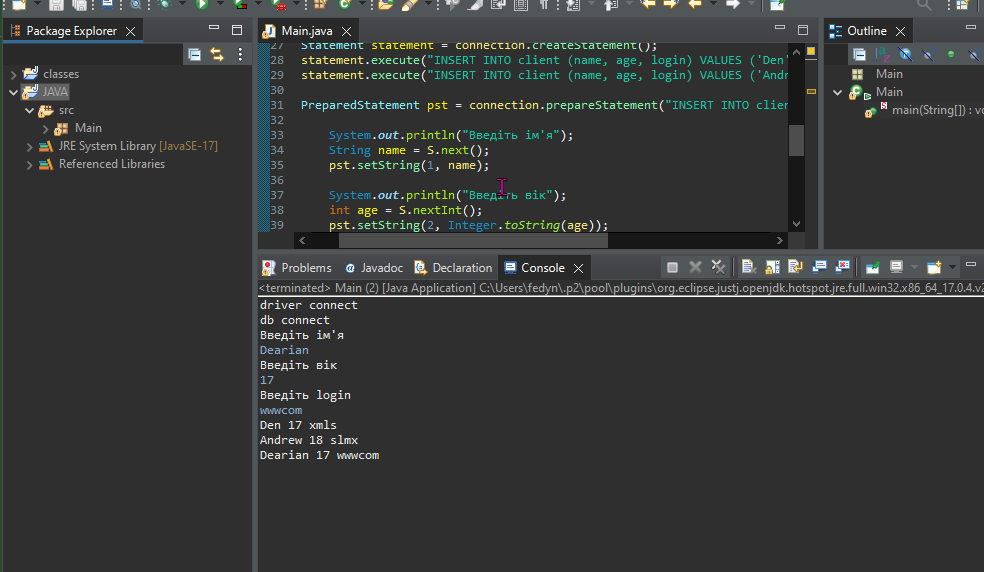 Package Explorer
classes
JAVA
src
Main
JRE System Library [JavaSE-17]
Referenced Libraries
Main.java
27 Statement statement = connection.createStatement();
28 statement.execute("INSERT INTO client (name, age, login) VALUES ('Den'
29 statement.execute("INSERT INTO client (name, age, login) VALUES ('Andr
30
31 PreparedStatement pst = connection.prepareStatement("INSERT INTO clien
32
33 System.out.println("Введіть ім'я");
34 String name = S.next();
35 pst.setString(1, name);
36
37 System.out.println("Введіть вік");
38 int age = S.nextInt();
39 pst.setString(2, Integer.toString(age));
Outline
Main
Main
main(String[]) : vo
Problems
Javadoc
Declaration
Console
<terminated> Main (2) [Java Application] C:\Users\fedyn\.p2\pool\plugins\org.eclipse.justj.openjdk.hotspot.jre.full.win32.x86_64_17.0.4.v2
driver connect
db connect
Введіть ім'я
Dearian
Введіть вік
17
Введіть login
wwwcom
Den 17 xmls
Andrew 18 slmx
Dearian 17 wwwcom